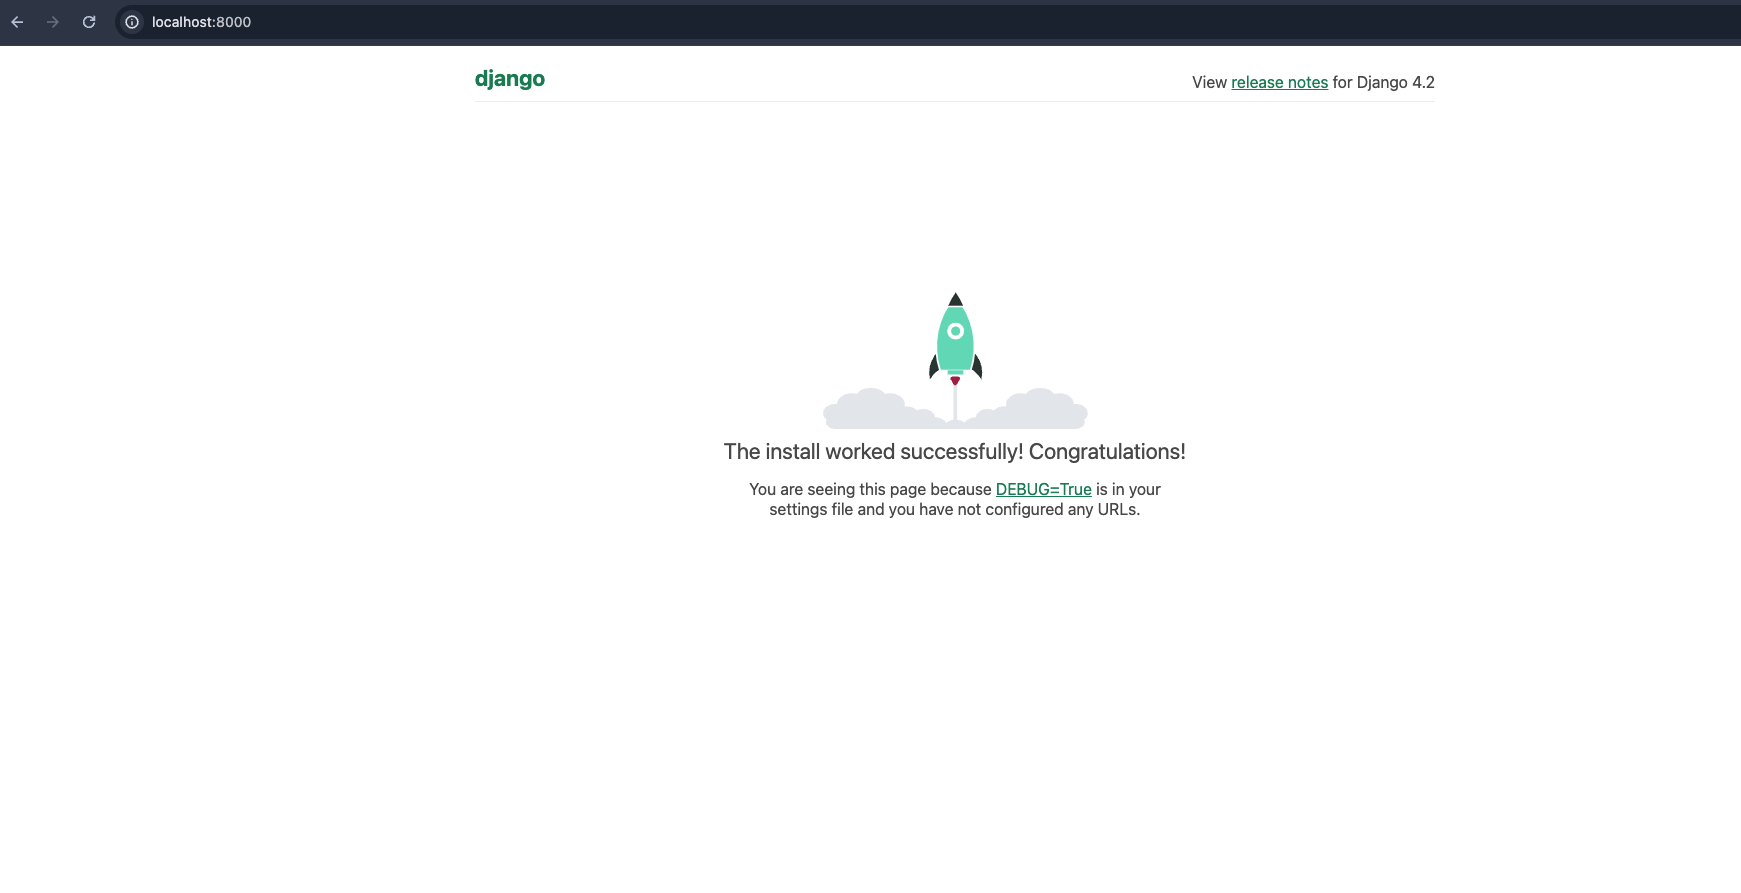 localhost:8000
django
View release notes for Django 4.2
The install worked successfully! Congratulations!
You are seeing this page because DEBUG=True is in your
settings file and you have not configured any URLs.